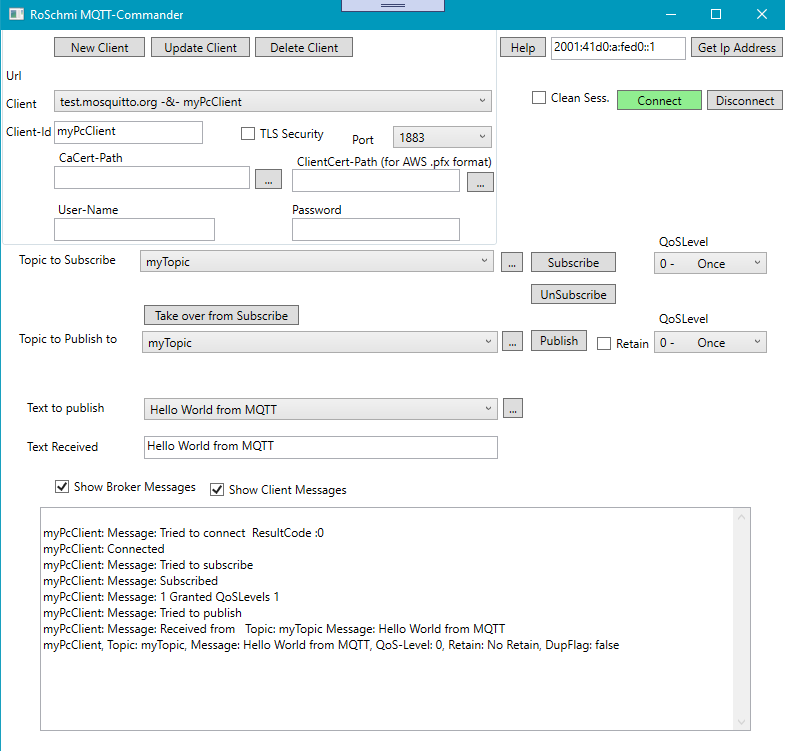 RoSchmi MQTT-Commander
New Client Update Client Delete Client Help 2001:41d0:a:fed0::1 Get Ip Address
Url
Client test.mosquitto.org -&- myPcClient Clean Sess. Connect Disconnect
Client-Id myPcClient TLS Security Port 1883
CaCert-Path ClientCert-Path (for AWS .pfx format)
... ...
User-Name Password
QoSLevel
Topic to Subscribe myTopic ... Subscribe 0 - Once
UnSubscribe
Take over from Subscribe QoSLevel
Topic to Publish to myTopic ... Publish Retain 0 - Once
Text to publish Hello World from MQTT ...
Text Received Hello World from MQTT
Show Broker Messages Show Client Messages
myPcClient: Message: Tried to connect  ResultCode :0
myPcClient: Connected
myPcClient: Message: Tried to subscribe
myPcClient: Message: Subscribed
myPcClient: Message: 1 Granted QoSLevels 1
myPcClient: Message: Tried to publish
myPcClient: Message: Received from   Topic: myTopic Message: Hello World from MQTT
myPcClient, Topic: myTopic, Message: Hello World from MQTT, QoS-Level: 0, Retain: No Retain, DupFlag: false